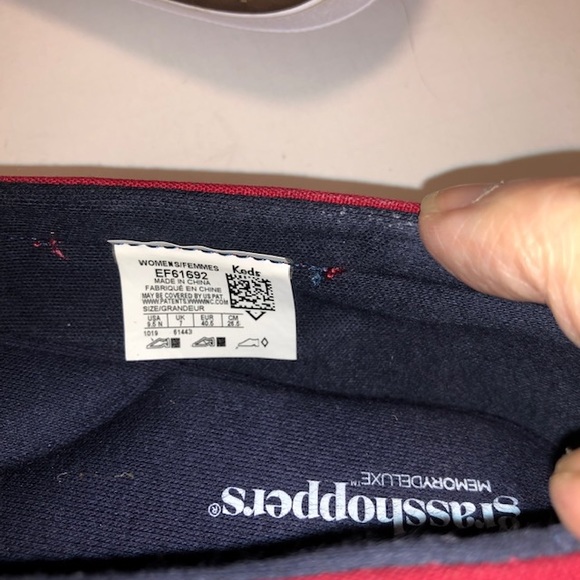 WOMENS/FEMMES
EF61692
MADE IN CHINA
FABRIQUÉ EN CHINE
MAY BE COVERED BY US PAT
WWW.PATENTS.WWWINC.COM
SIZE/GRANDEUR
Keds
USA UK EUR CM
9.5 N 7 40.5 26.5
1019 61443
grasshoppers®
MEMORYDELUXE™